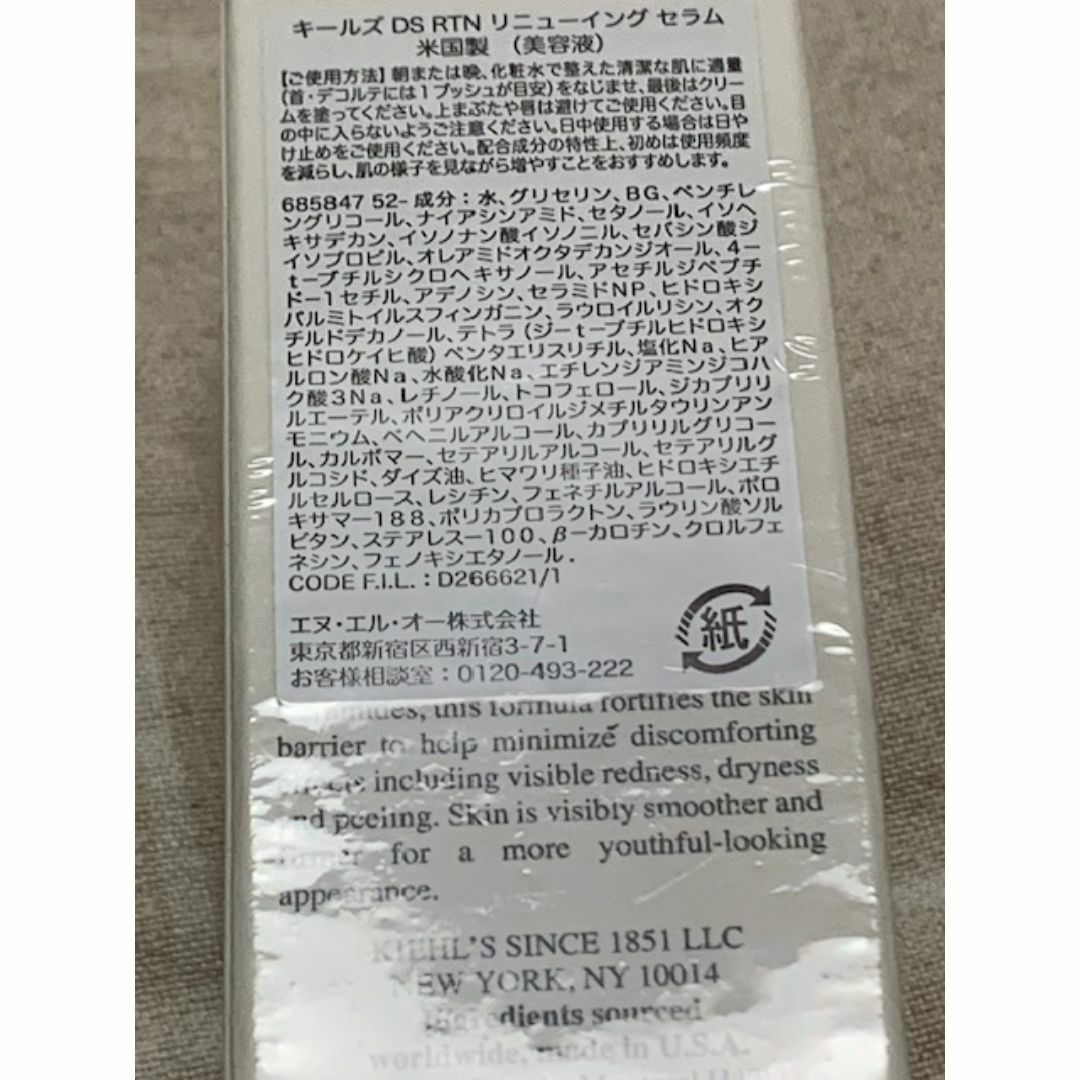 キールズ DS RTN リニューイング セラム
米国製 (美容液)
【ご使用方法】朝または晩、化粧水で整えた清潔な肌に適量
(首・デコルテには1プッシュが目安)をなじませ、最後はクリー
ムを塗ってください。上まぶたや唇は避けてご使用ください。目
の中に入らないようご注意ください。日中使用する場合は日や
け止めをご使用ください。配合成分の特性上、初めは使用頻度
を減らし、肌の様子を見ながら増やすことをおすすめします。
685847 52- 成分：水、グリセリン、BG、ペンチレ
ングリコール、ナイアシンアミド、セタノール、イソヘ
キサデカン、イソノナン酸イソノニル、セバシン酸ジ
イソプロピル、オレアミドオクタデカンジオール、4ー
tーブチルシクロヘキサノール、アセチルジペプチ
ドー1セチル、アデノシン、セラミドNP、ヒドロキシ
パルミトイルスフィンガニン、ラウロイルリシン、オク
チルドデカノール、テトラ(ジーtーブチルヒドロキシ
ヒドロケイヒ酸)ペンタエリスリチル、塩化Na、ヒア
ルロン酸Na、水酸化Na、エチレンジアミンジコハ
ク酸3Na、レチノール、トコフェロール、ジカプリリ
ルエーテル、ポリアクリロイルジメチルタウリンアン
モニウム、ベヘニルアルコール、カプリリルグリコー
ル、カルボマー、セテアリルアルコール、セテアリルグ
ルコシド、ダイズ油、ヒマワリ種子油、ヒドロキシエチ
ルセルロース、レシチン、フェネチルアルコール、ポロ
キサマー188、ポリカプロラクトン、ラウリン酸ソル
ビタン、ステアレスー100、βーカロチン、クロルフェ
ネシン、フェノキシエタノール.
CODE F.I.L. : D266621/1
エヌ・エル・オー株式会社
東京都新宿区西新宿3-7-1
お客様相談室：0120-493-222
紙
this formula fortifies the skin
barrier to help minimize discomforting
including visible redness, dryness
and peeling. Skin is visibly smoother and
firmer for a more youthful-looking
appearance.
KIEHL'S SINCE 1851 LLC
NEW YORK, NY 10014
Ingredients sourced
worldwide, made in U.S.A.